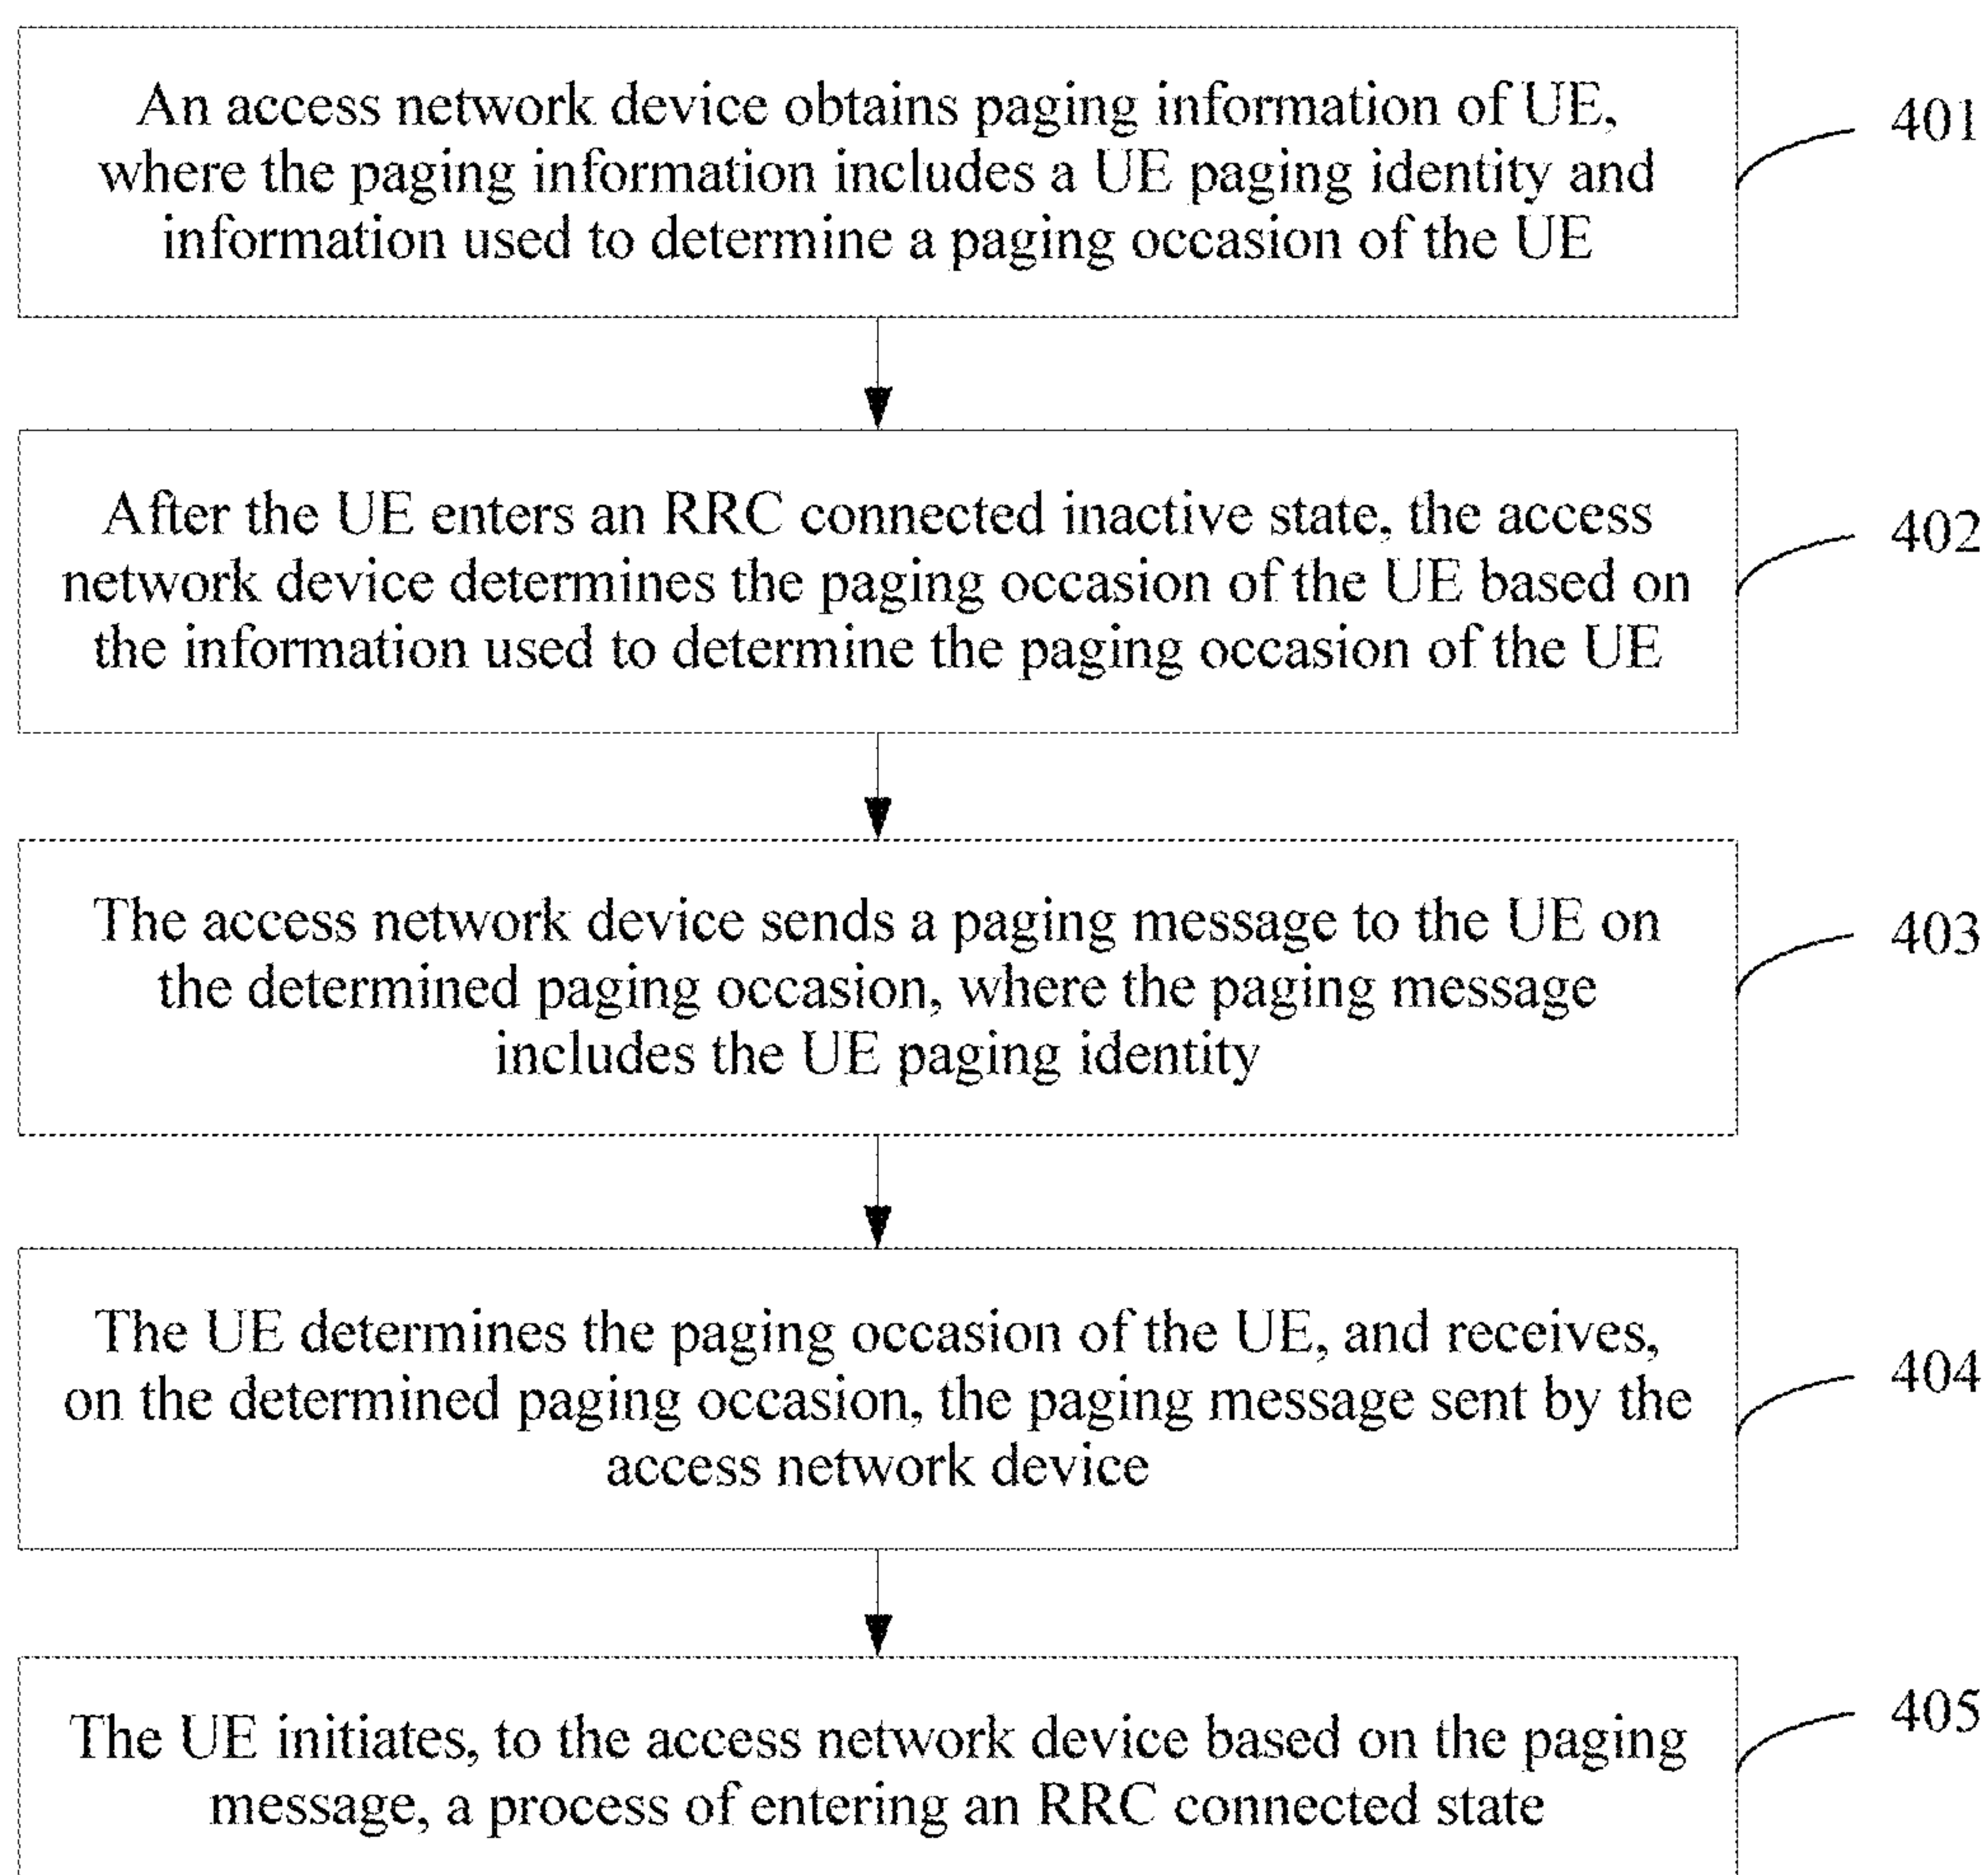 An access network device obtains paging information of UE,
where the paging information includes a UE paging identity and
information used to determine a paging occasion of the UE
401
After the UE enters an RRC connected inactive state, the access
network device determines the paging occasion of the UE based on
the information used to determine the paging occasion of the UE
402
The access network device sends a paging message to the UE on
the determined paging occasion, where the paging message
includes the UE paging identity
403
The UE determines the paging occasion of the UE, and receives,
on the determined paging occasion, the paging message sent by the
access network device
404
The UE initiates, to the access network device based on the paging
message, a process of entering an RRC connected state
405